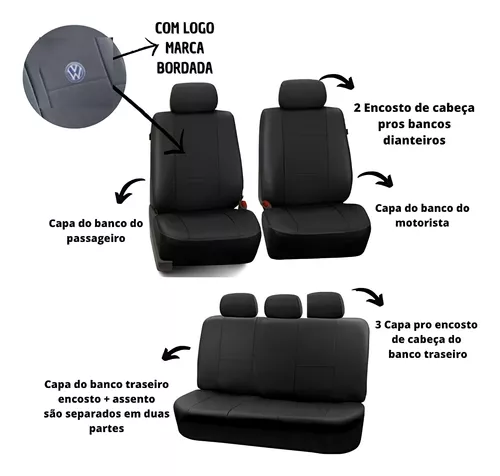 COM LOGO
MARCA
BORDADA
2 Encosto de cabeça
pros bancos
dianteiros
Capa do banco do
passageiro
Capa do banco do
motorista
3 Capa pro encosto
de cabeça do
banco traseiro
Capa do banco traseiro
encosto + assento
são separados em duas
partes